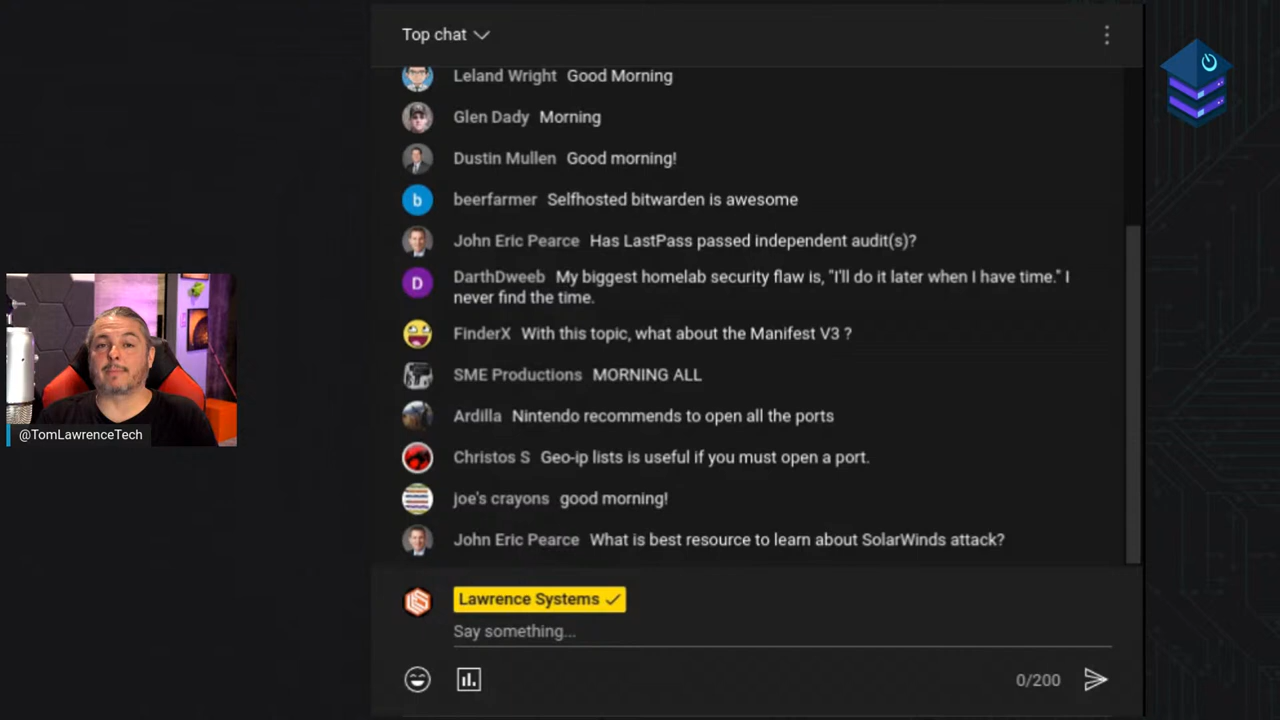 Top chat
Leland Wright Good Morning
Glen Dady Morning
Dustin Mullen Good morning!
b beerfarmer Selfhosted bitwarden is awesome
John Eric Pearce Has LastPass passed independent audit(s)?
D DarthDweeb My biggest homelab security flaw is, "I'll do it later when I have time." I
never find the time.
FinderX With this topic, what about the Manifest V3 ?
SME Productions MORNING ALL
Ardilla Nintendo recommends to open all the ports
Christos S Geo-ip lists is useful if you must open a port.
joe's crayons good morning!
John Eric Pearce What is best resource to learn about SolarWinds attack?
Lawrence Systems
Say something...
0/200
@TomLawrenceTech